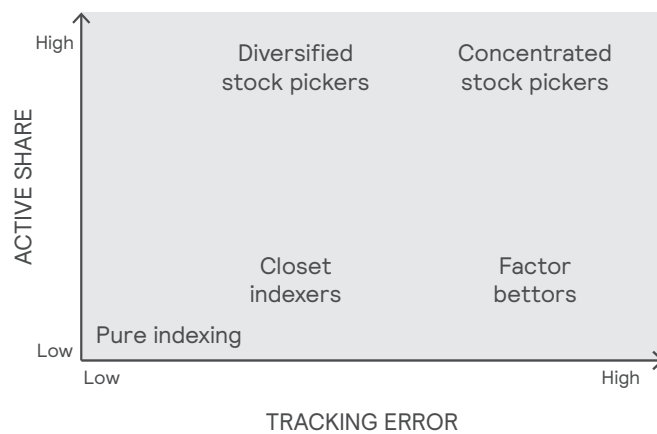 High
Diversified
stock pickers
Concentrated
stock pickers
ACTIVE SHARE
Closet
indexers
Factor
bettors
Pure indexing
Low
Low
High
TRACKING ERROR